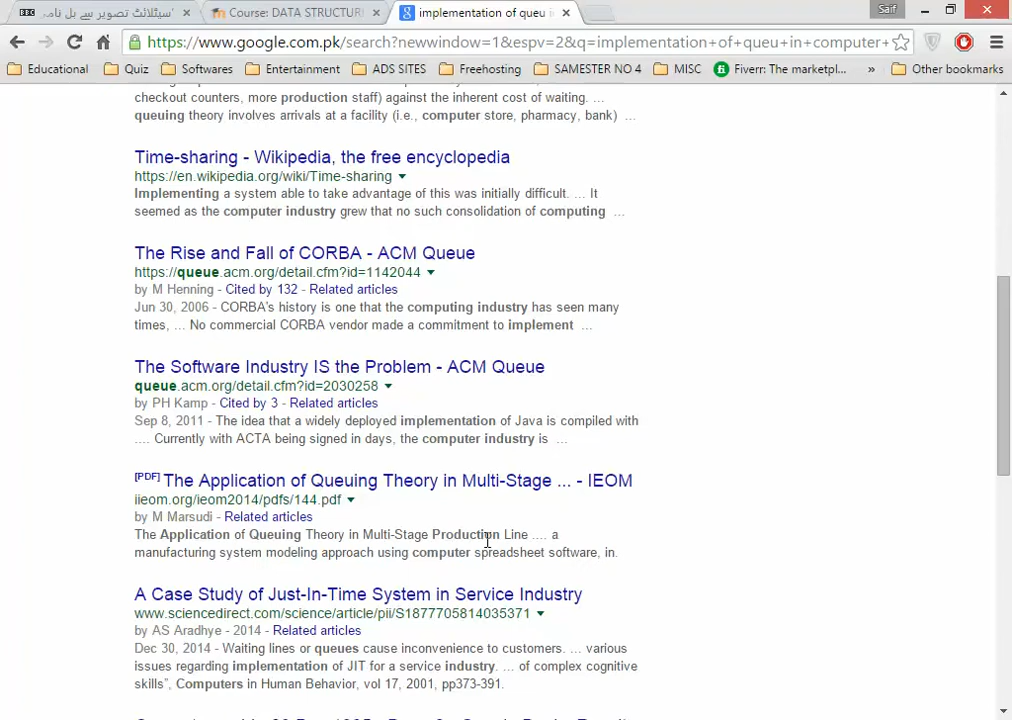 سیٹلائٹ تصویر سے بل نامہ'
Course: DATA STRUCTUR
implementation of queu i
Saif
https://www.google.com.pk/search?newwindow=1&espv=2&q=implementation+of+queu+in+computer+
Educational Quiz Softwares Entertainment ADS SITES Freehosting SAMESTER NO 4 MISC Fiverr: The marketpl... » Other bookmarks
checkout counters, more production staff) against the inherent cost of waiting. ...
queuing theory involves arrivals at a facility (i.e., computer store, pharmacy, bank) ...
Time-sharing - Wikipedia, the free encyclopedia
https://en.wikipedia.org/wiki/Time-sharing
Implementing a system able to take advantage of this was initially difficult. ... It
seemed as the computer industry grew that no such consolidation of computing ...
The Rise and Fall of CORBA - ACM Queue
https://queue.acm.org/detail.cfm?id=1142044
by M Henning - Cited by 132 - Related articles
Jun 30, 2006 - CORBA's history is one that the computing industry has seen many
times, ... No commercial CORBA vendor made a commitment to implement ...
The Software Industry IS the Problem - ACM Queue
queue.acm.org/detail.cfm?id=2030258
by PH Kamp - Cited by 3 - Related articles
Sep 8, 2011 - The idea that a widely deployed implementation of Java is compiled with
.... Currently with ACTA being signed in days, the computer industry is ...
[PDF] The Application of Queuing Theory in Multi-Stage ... - IEOM
iieom.org/ieom2014/pdfs/144.pdf
by M Marsudi - Related articles
The Application of Queuing Theory in Multi-Stage Production Line .... a
manufacturing system modeling approach using computer spreadsheet software, in.
A Case Study of Just-In-Time System in Service Industry
www.sciencedirect.com/science/article/pii/S1877705814035371
by AS Aradhye - 2014 - Related articles
Dec 30, 2014 - Waiting lines or queues cause inconvenience to customers. ... various
issues regarding implementation of JIT for a service industry. ... of complex cognitive
skills", Computers in Human Behavior, vol 17, 2001, pp373-391.